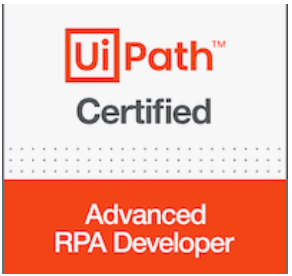 UiPath™
Certified
Advanced
RPA Developer